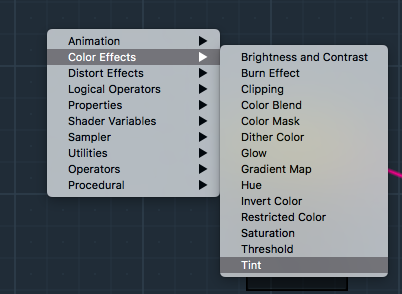 Animation
Color Effects
Distort Effects
Logical Operators
Properties
Shader Variables
Sampler
Utilities
Operators
Procedural
Brightness and Contrast
Burn Effect
Clipping
Color Blend
Color Mask
Dither Color
Glow
Gradient Map
Hue
Invert Color
Restricted Color
Saturation
Threshold
Tint